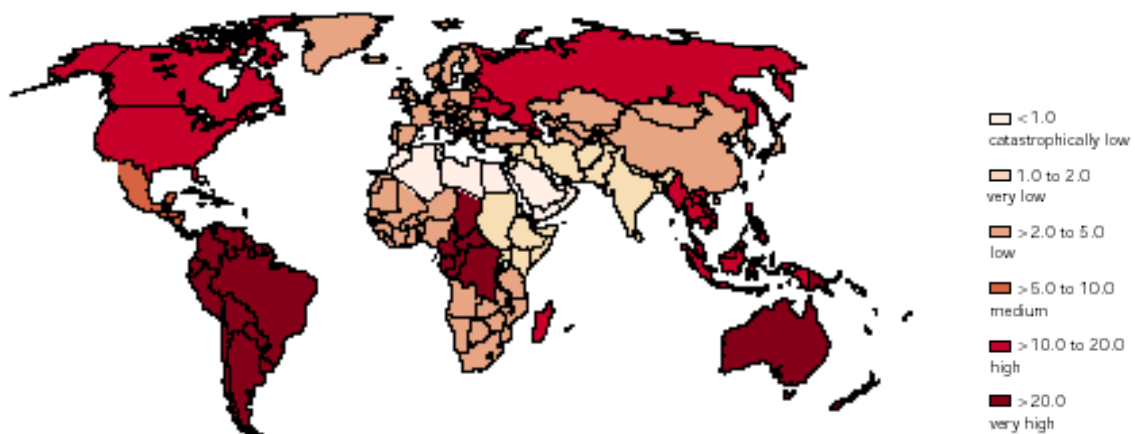 <1.0
catastrophically low
1.0 to 2.0
very low
>2.0 to 5.0
low
>5.0 to 10.0
medium
>10.0 to 20.0
high
>20.0
very high